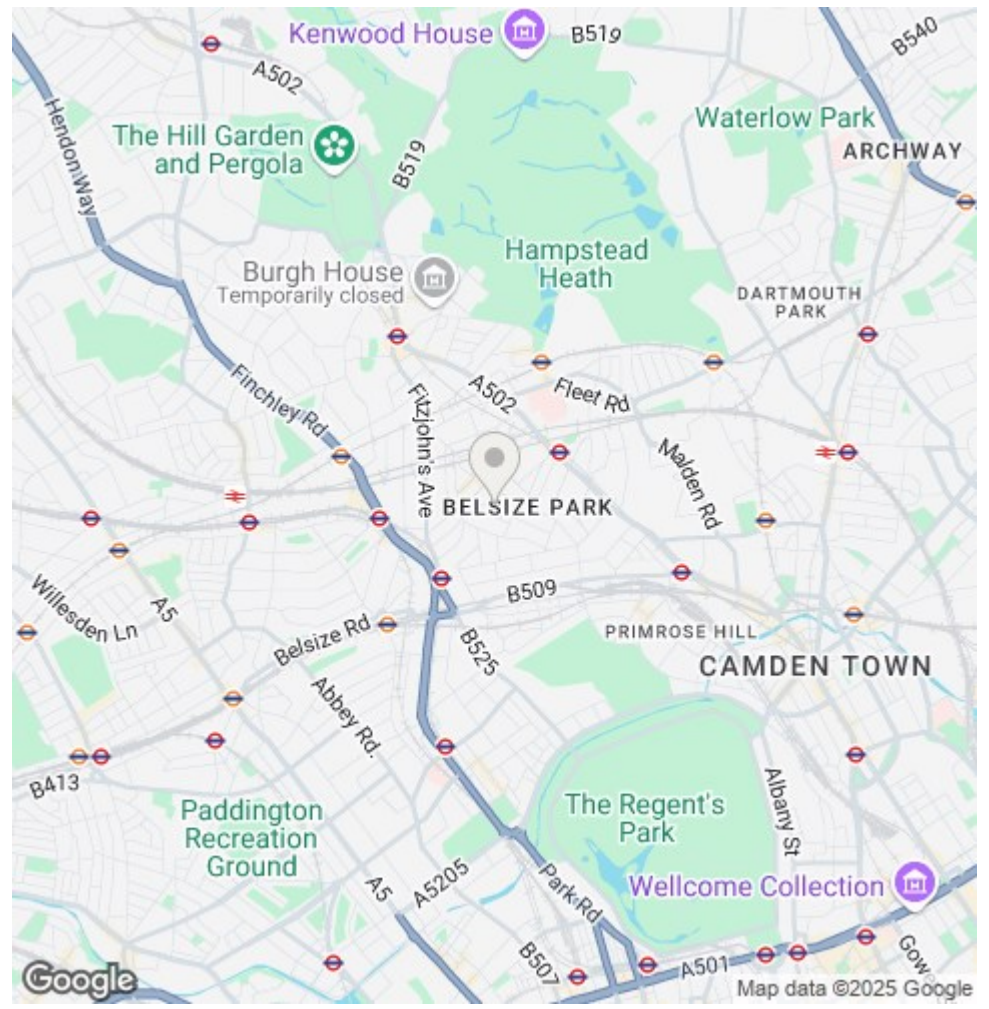 Kenwood House
B519
B540
A502
Waterlow Park
The Hill Garden
and Pergola
B519
ARCHWAY
Hendon Way
Hampstead
Heath
Burgh House
Temporarily closed
DARTMOUTH
PARK
Finchley Rd
Fitzjohn's Ave
A502
Fleet Rd
Malden Rd
BELSIZE PARK
Willesden Ln
A5
B509
Belsize Rd
B525
PRIMROSE HILL
CAMDEN TOWN
Abbey Rd.
B413
Paddington
Recreation
Ground
The Regent's
Park
Albany St
A5
A5205
Park Rd
Wellcome Collection
B507
A501
Gow
Google
Map data ©2025 Google